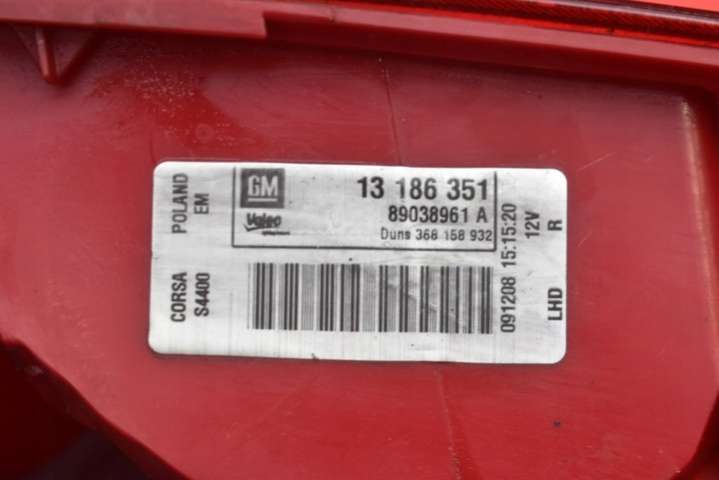 GM
13 186 351
Valeo
89038961 A
Duns 368 158 932
POLAND
EM
CORSA
S4400
091208 15:15:20
12V
R
LHD